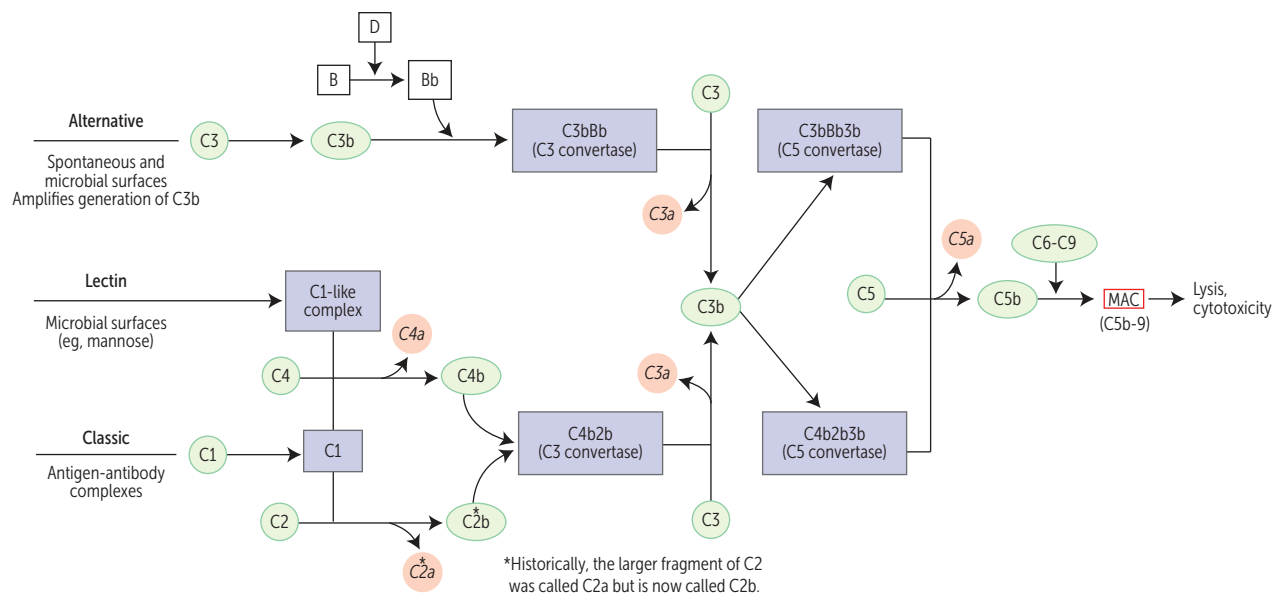 D
B
Bb
C3
Alternative
C3
C3b
C3bBb
(C3 convertase)
C3bBb3b
(C5 convertase)
Spontaneous and
microbial surfaces
Amplifies generation of C3b
C3a
C5a
C6-C9
Lectin
C1-like
complex
C3b
C5
C5b
MAC
(C5b-9)
Lysis,
cytotoxicity
Microbial surfaces
(eg, mannose)
C4a
C4
C4b
C3a
Classic
C1
C1
C4b2b
(C3 convertase)
C4b2b3b
(C5 convertase)
Antigen-antibody
complexes
C2
*
C2b
C3
*
C2a
*Historically, the larger fragment of C2
was called C2a but is now called C2b.